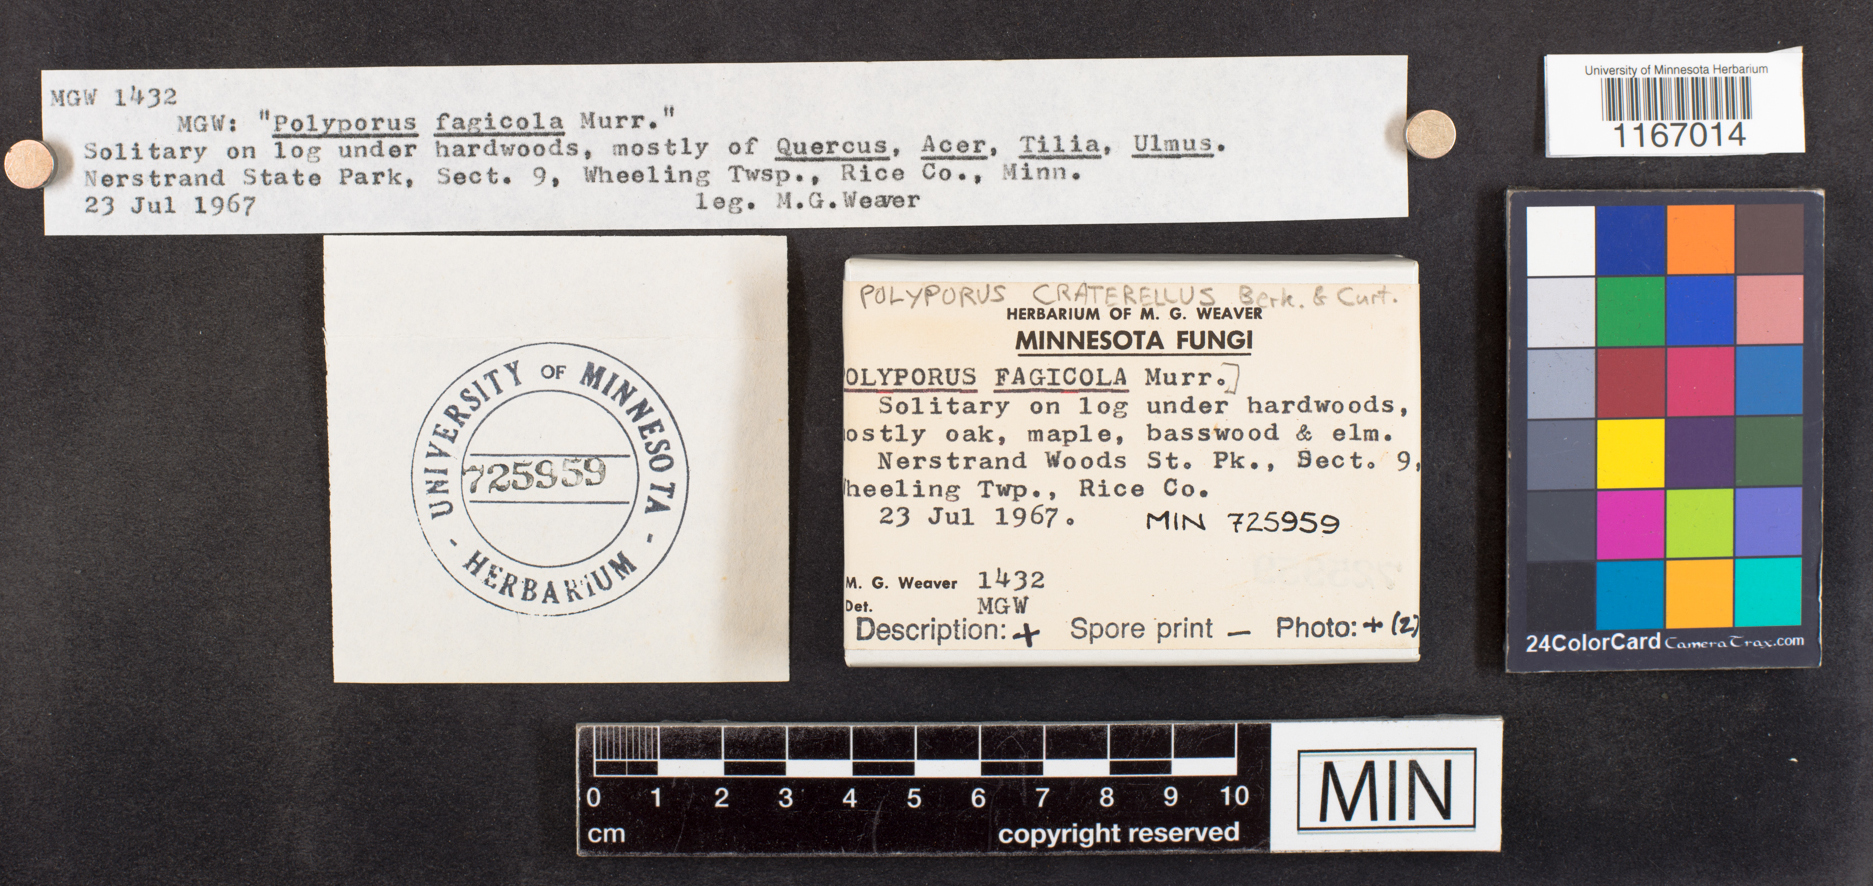 MGW 1432
MGW: "Polyporus fagicola Murr."
Solitary on log under hardwoods, mostly of Quercus, Acer, Tilia, Ulmus.
Nerstrand State Park, Sect. 9, Wheeling Twsp., Rice Co., Minn.
23 Jul 1967 leg. M.G.Weaver
University of Minnesota Herbarium
1167014
UNIVERSITY OF MINNESOTA
725959
- HERBARIUM -
POLYPORUS CRATERELLUS Berk. & Curt.
HERBARIUM OF M. G. WEAVER
MINNESOTA FUNGI
OLYPORUS FAGICOLA Murr.]
Solitary on log under hardwoods,
ostly oak, maple, basswood & elm.
Nerstrand Woods St. Pk., Sect. 9,
heeling Twp., Rice Co.
23 Jul 1967. MIN 725959
M. G. Weaver 1432
Det. MGW
Description: + Spore print - Photo: + (2)
24ColorCard CameraTrax.com
0 1 2 3 4 5 6 7 8 9 10
cm copyright reserved
MIN